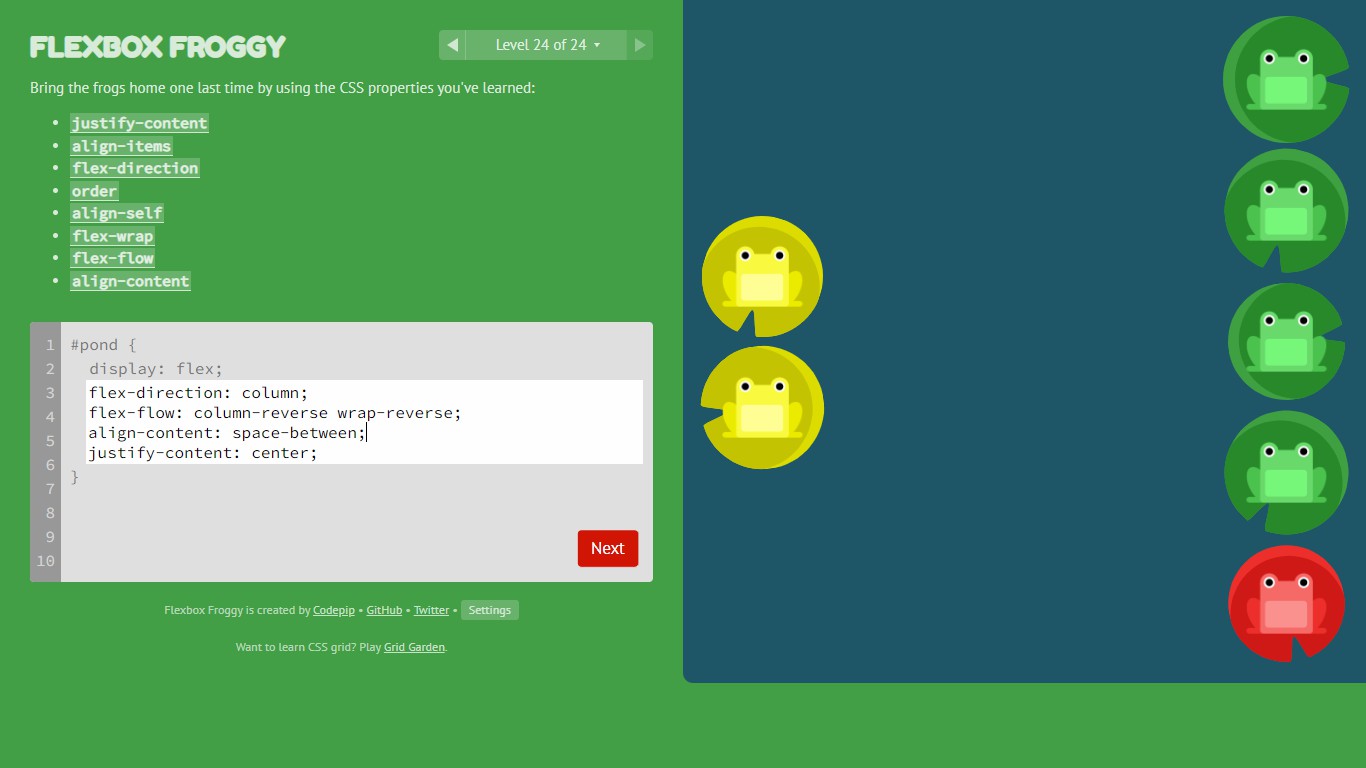 FLEXBOX FROGGY
Level 24 of 24
Bring the frogs home one last time by using the CSS properties you've learned:
justify-content
align-items
flex-direction
order
align-self
flex-wrap
flex-flow
align-content
1 #pond {
2 display: flex;
3 flex-direction: column;
4 flex-flow: column-reverse wrap-reverse;
5 align-content: space-between;
6 justify-content: center;
7 }
8
9
10
Next
Flexbox Froggy is created by Codepip • GitHub • Twitter • Settings
Want to learn CSS grid? Play Grid Garden.